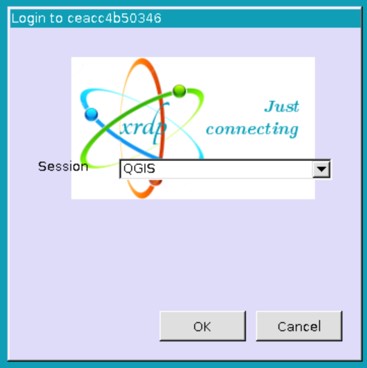 Login to ceacc4b50346
xrdp
Just
connecting
Session
QGIS
OK
Cancel